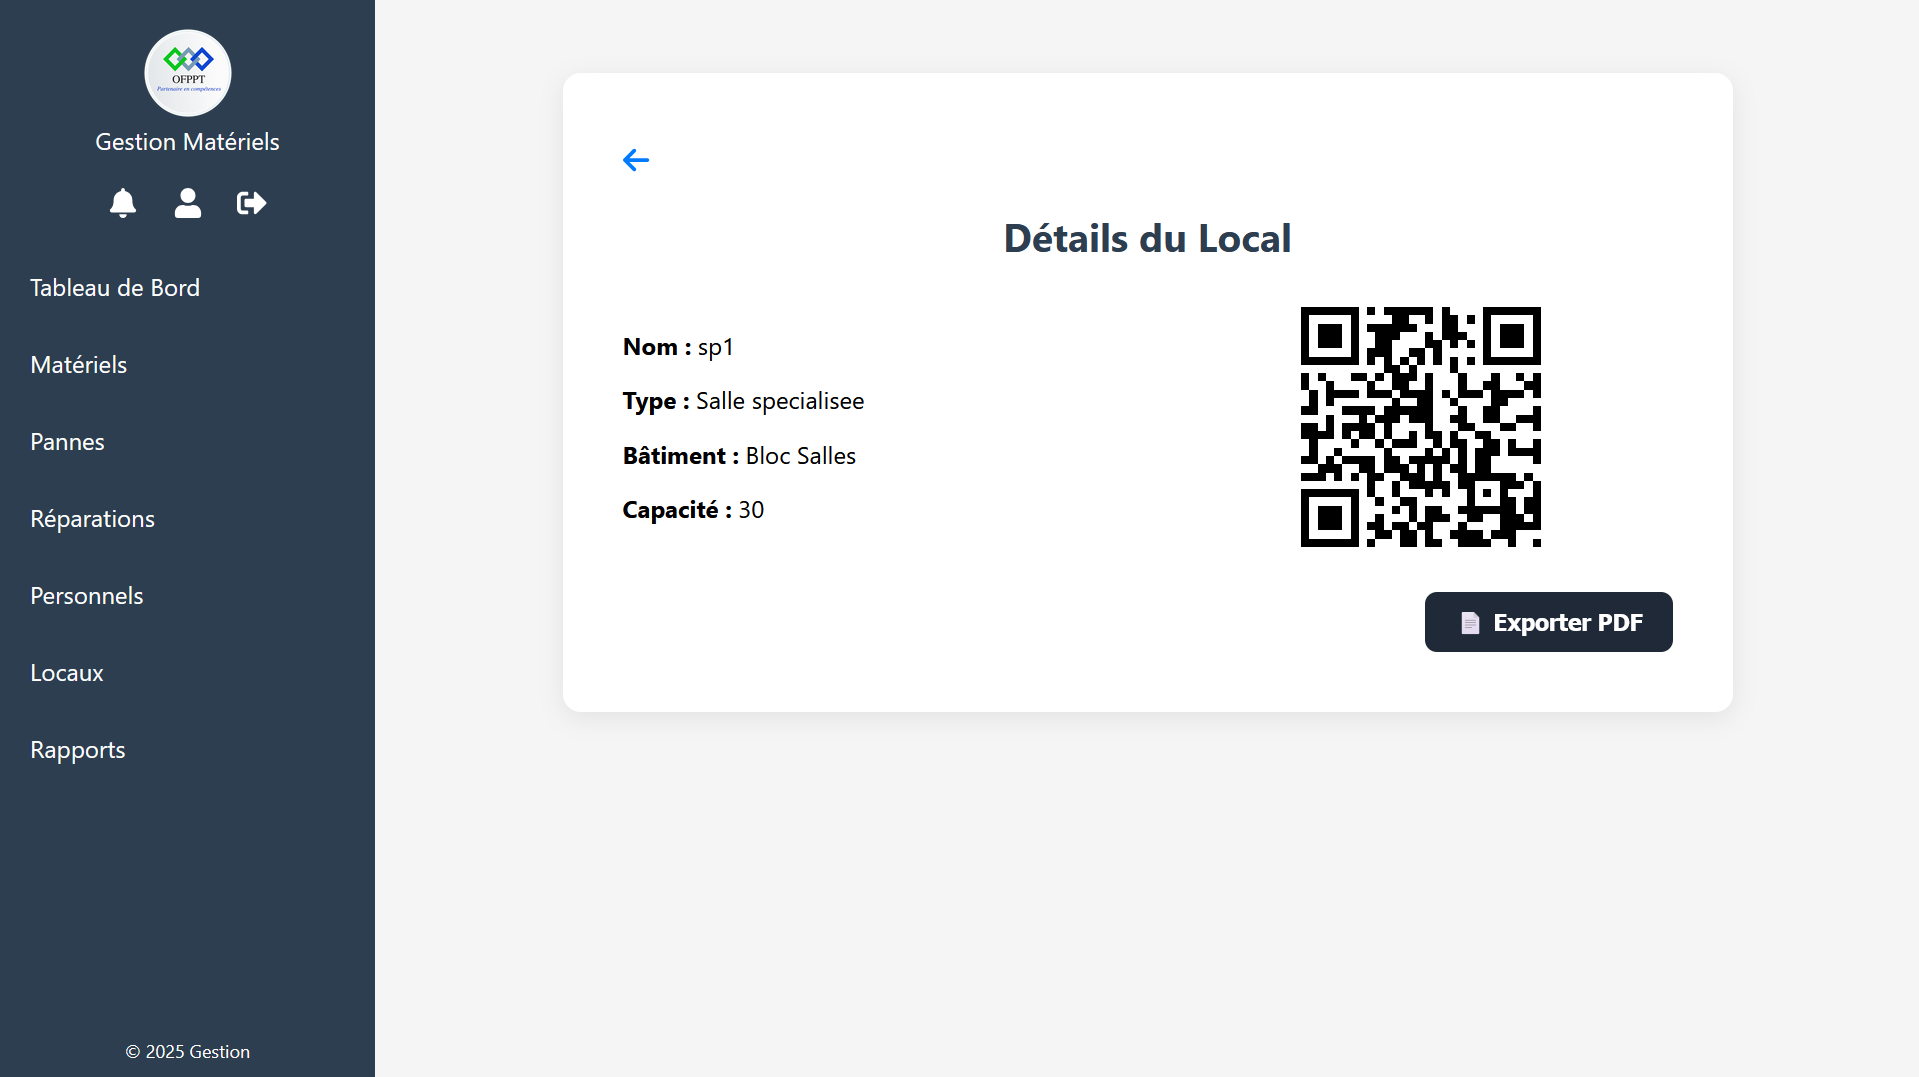 OFPPT
Partenaire en compétences
Gestion Matériels
Tableau de Bord
Matériels
Pannes
Réparations
Personnels
Locaux
Rapports
© 2025 Gestion
Détails du Local
Nom : sp1
Type : Salle specialisee
Bâtiment : Bloc Salles
Capacité : 30
Exporter PDF